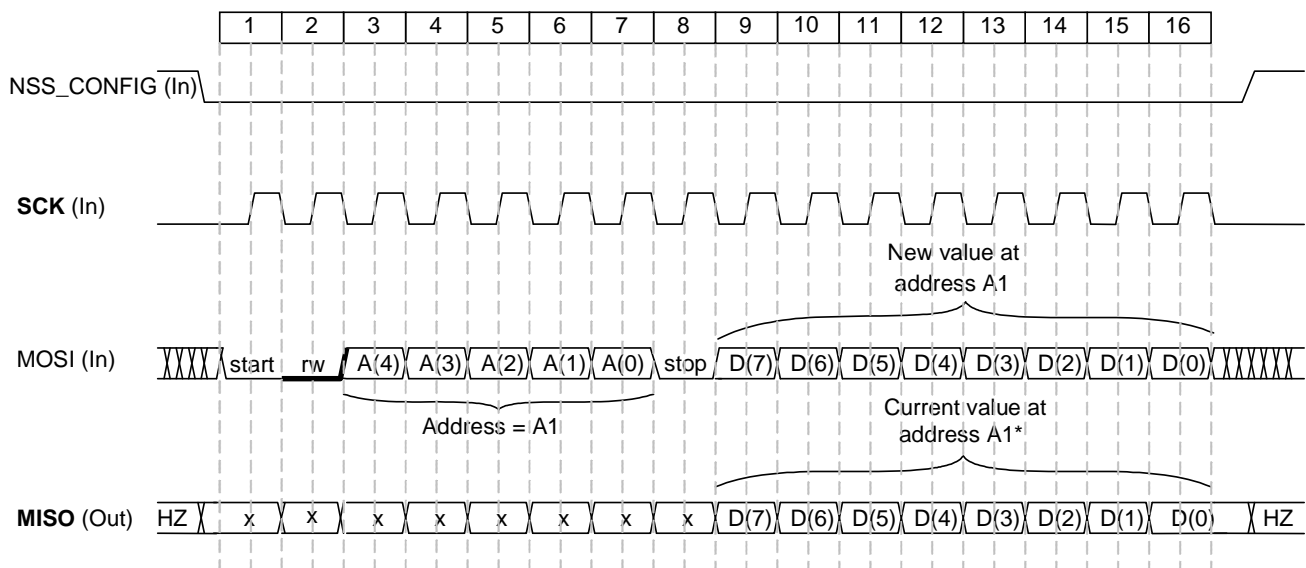 1 2 3 4 5 6 7 8 9 10 11 12 13 14 15 16
NSS_CONFIG (In)
SCK (In)
New value at
address A1
MOSI (In) start rw A(4) A(3) A(2) A(1) A(0) stop D(7) D(6) D(5) D(4) D(3) D(2) D(1) D(0)
Address = A1
Current value at
address A1*
MISO (Out) HZ x x x x x x x x D(7) D(6) D(5) D(4) D(3) D(2) D(1) D(0) HZ